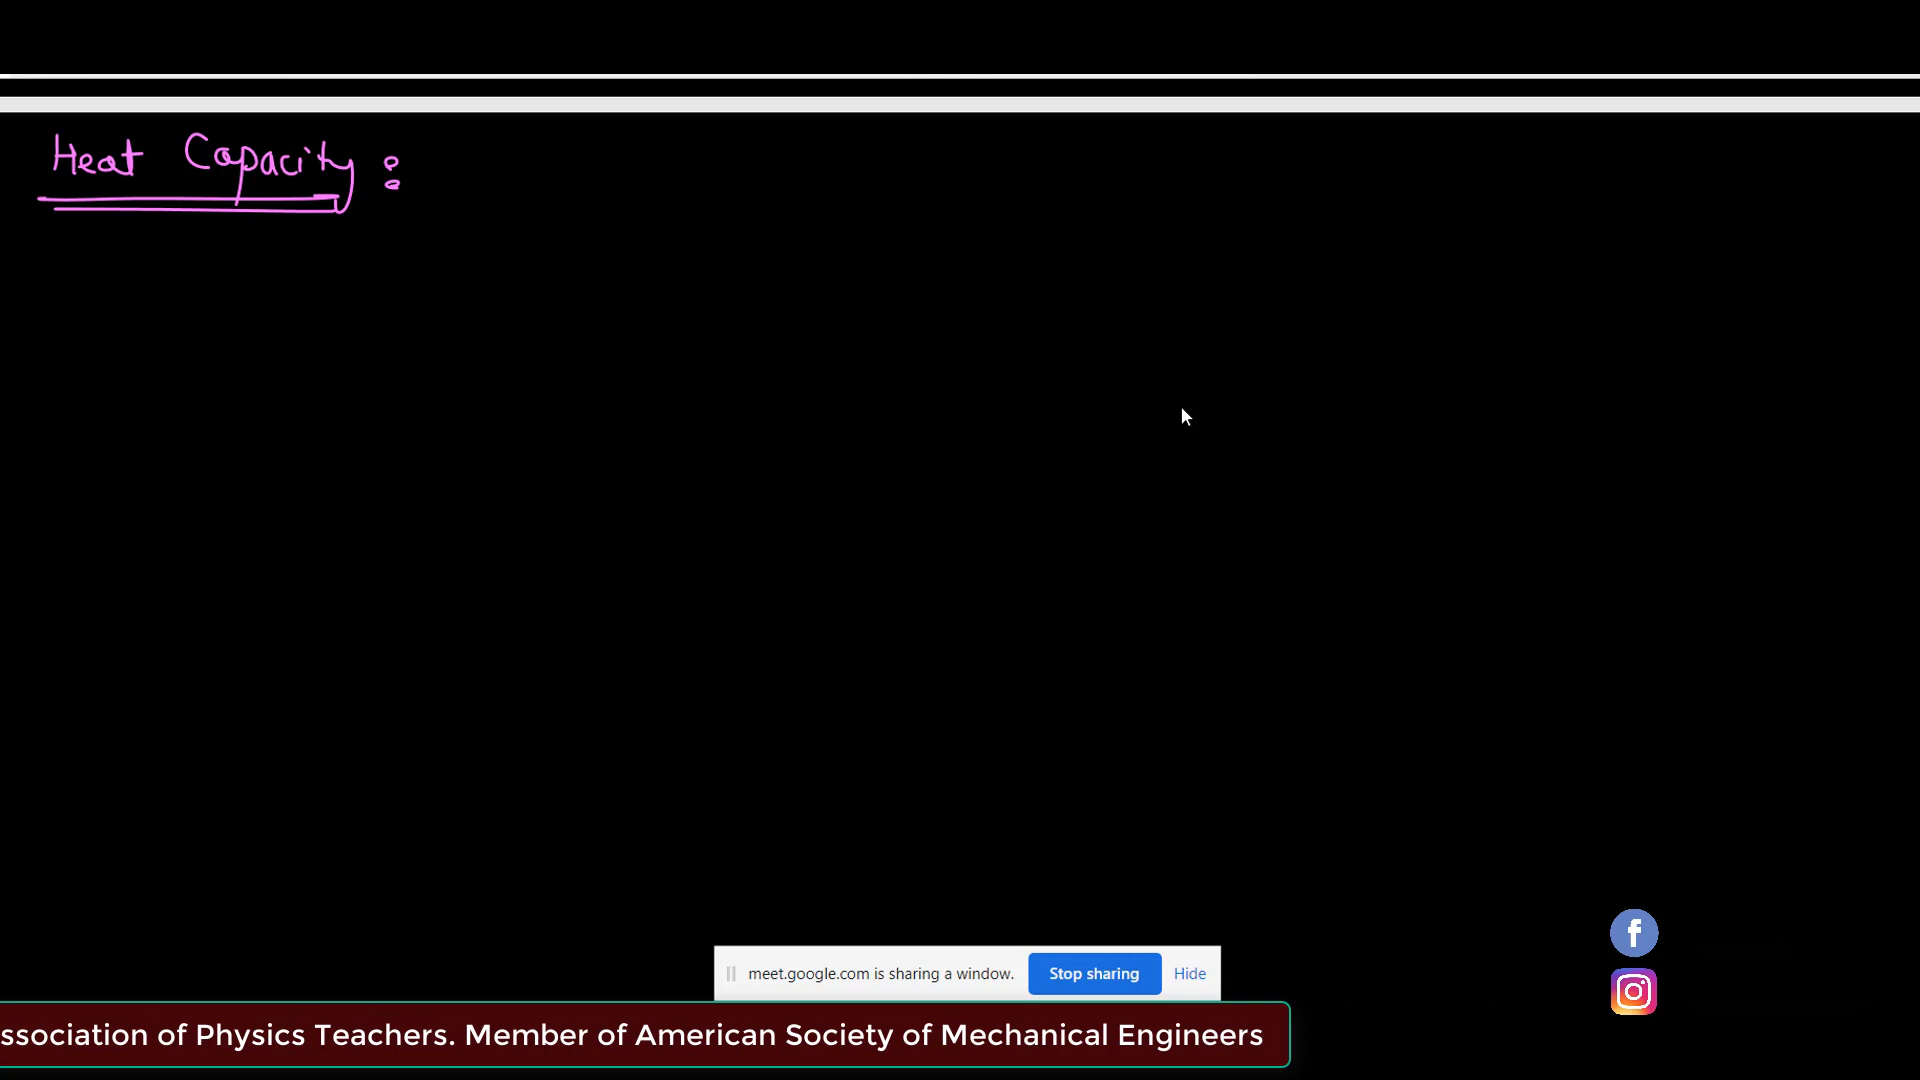 Heat Capacity :
meet.google.com is sharing a window. Stop sharing Hide
ssociation of Physics Teachers. Member of American Society of Mechanical Engineers